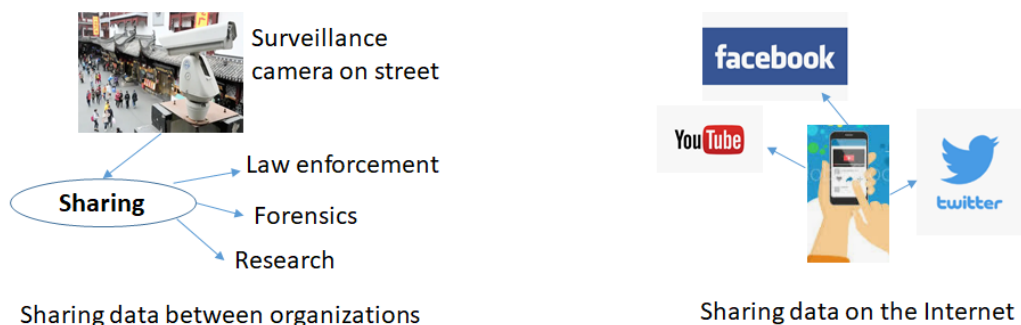 Surveillance
camera on street
Sharing
Law enforcement
Forensics
Research
Sharing data between organizations
facebook
YouTube
twitter
Sharing data on the Internet